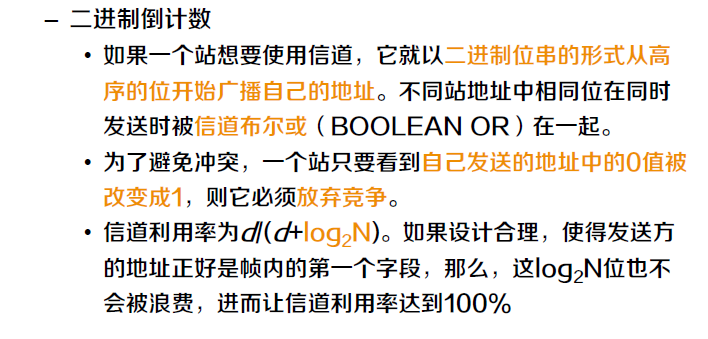 – 二进制倒计数
• 如果一个站想要使用信道，它就以二进制位串的形式从高
序的位开始广播自己的地址。不同站地址中相同位在同时
发送时被信道布尔或（BOOLEAN OR）在一起。
• 为了避免冲突，一个站只要看到自己发送的地址中的0值被
改变成1，则它必须放弃竞争。
• 信道利用率为d/(d+log₂N)。如果设计合理，使得发送方
的地址正好是帧内的第一个字段，那么，这log₂N位也不
会被浪费，进而让信道利用率达到100%